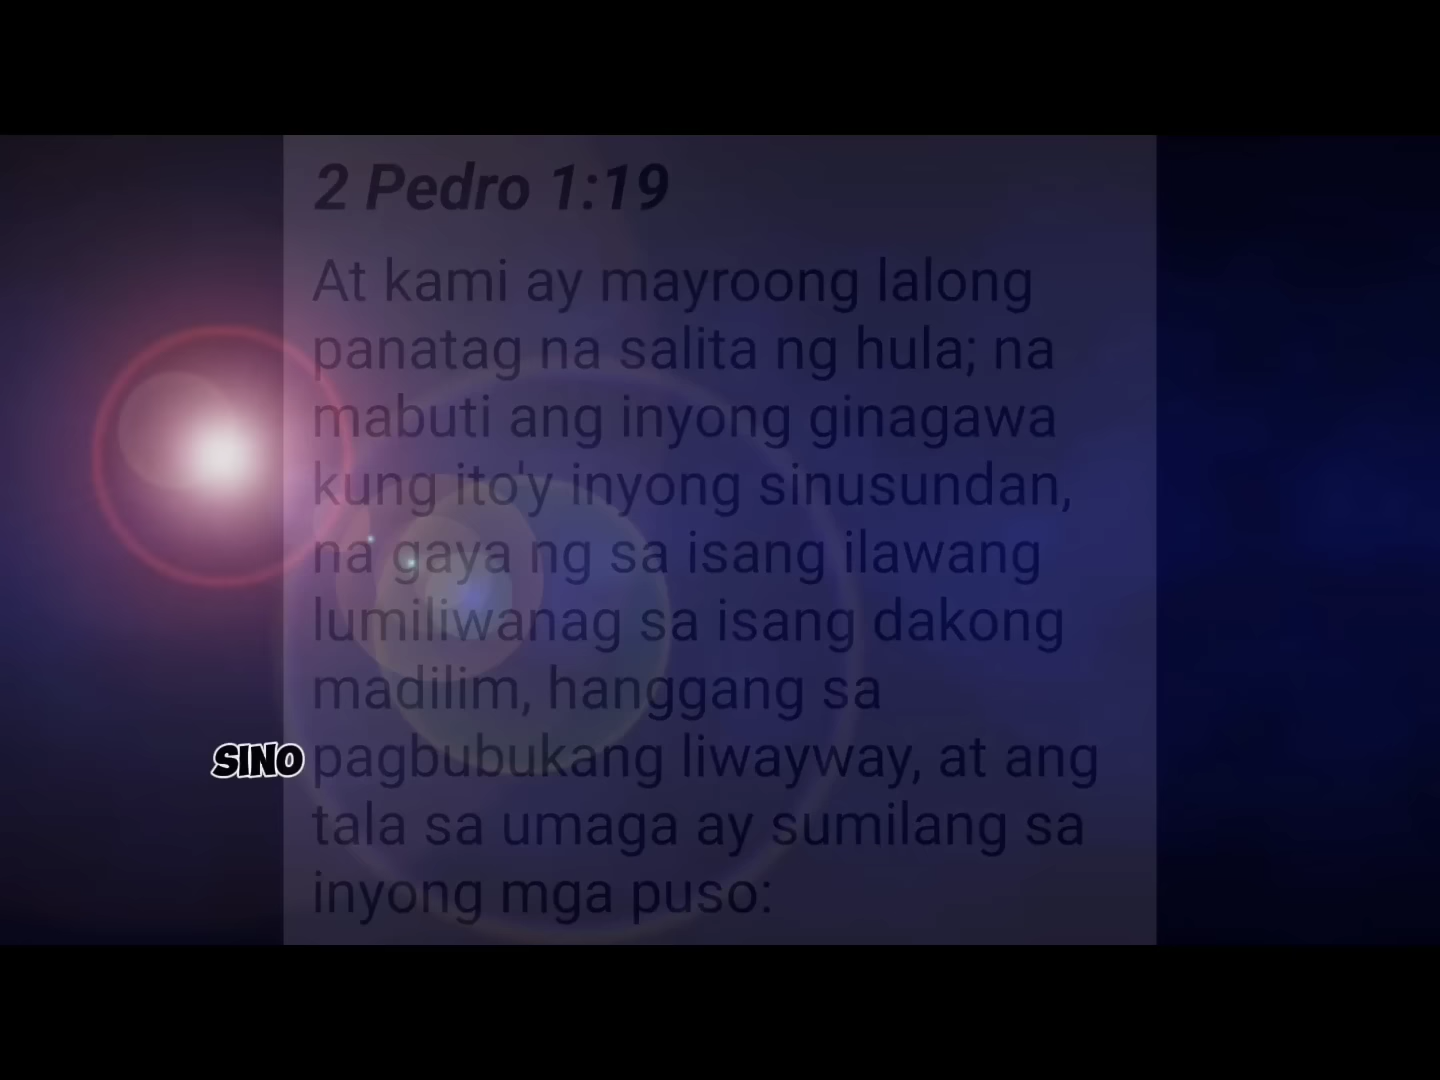 2 Pedro 1:19
At kami ay mayroong lalong
panatag na salita ng hula; na
mabuti ang inyong ginagawa
kung ito'y inyong sinusundan,
na gaya ng sa isang ilawang
lumiliwanag sa isang dakong
madilim, hanggang sa
SINO
pagbubukang liwayway, at ang
tala sa umaga ay sumilang sa
inyong mga puso: